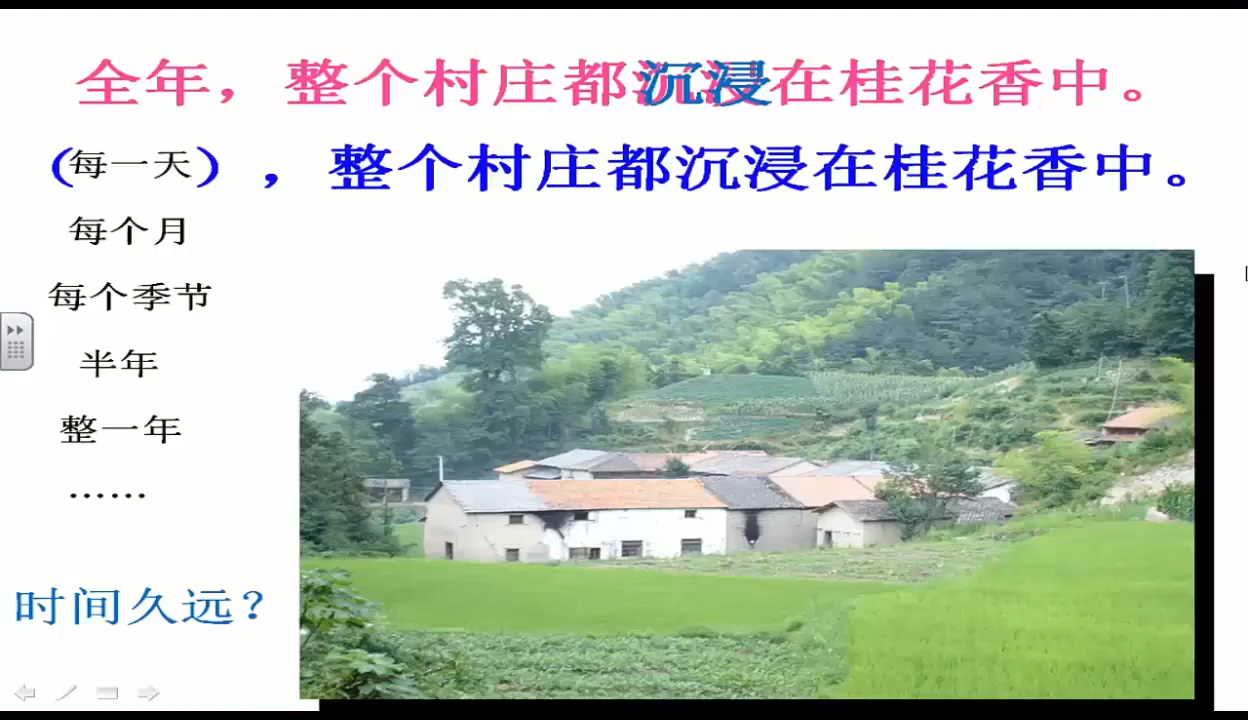 全年，整个村庄都沉浸在桂花香中。
（每一天），整个村庄都沉浸在桂花香中。
每个月
每个季节
半年
整一年
……
时间久远？